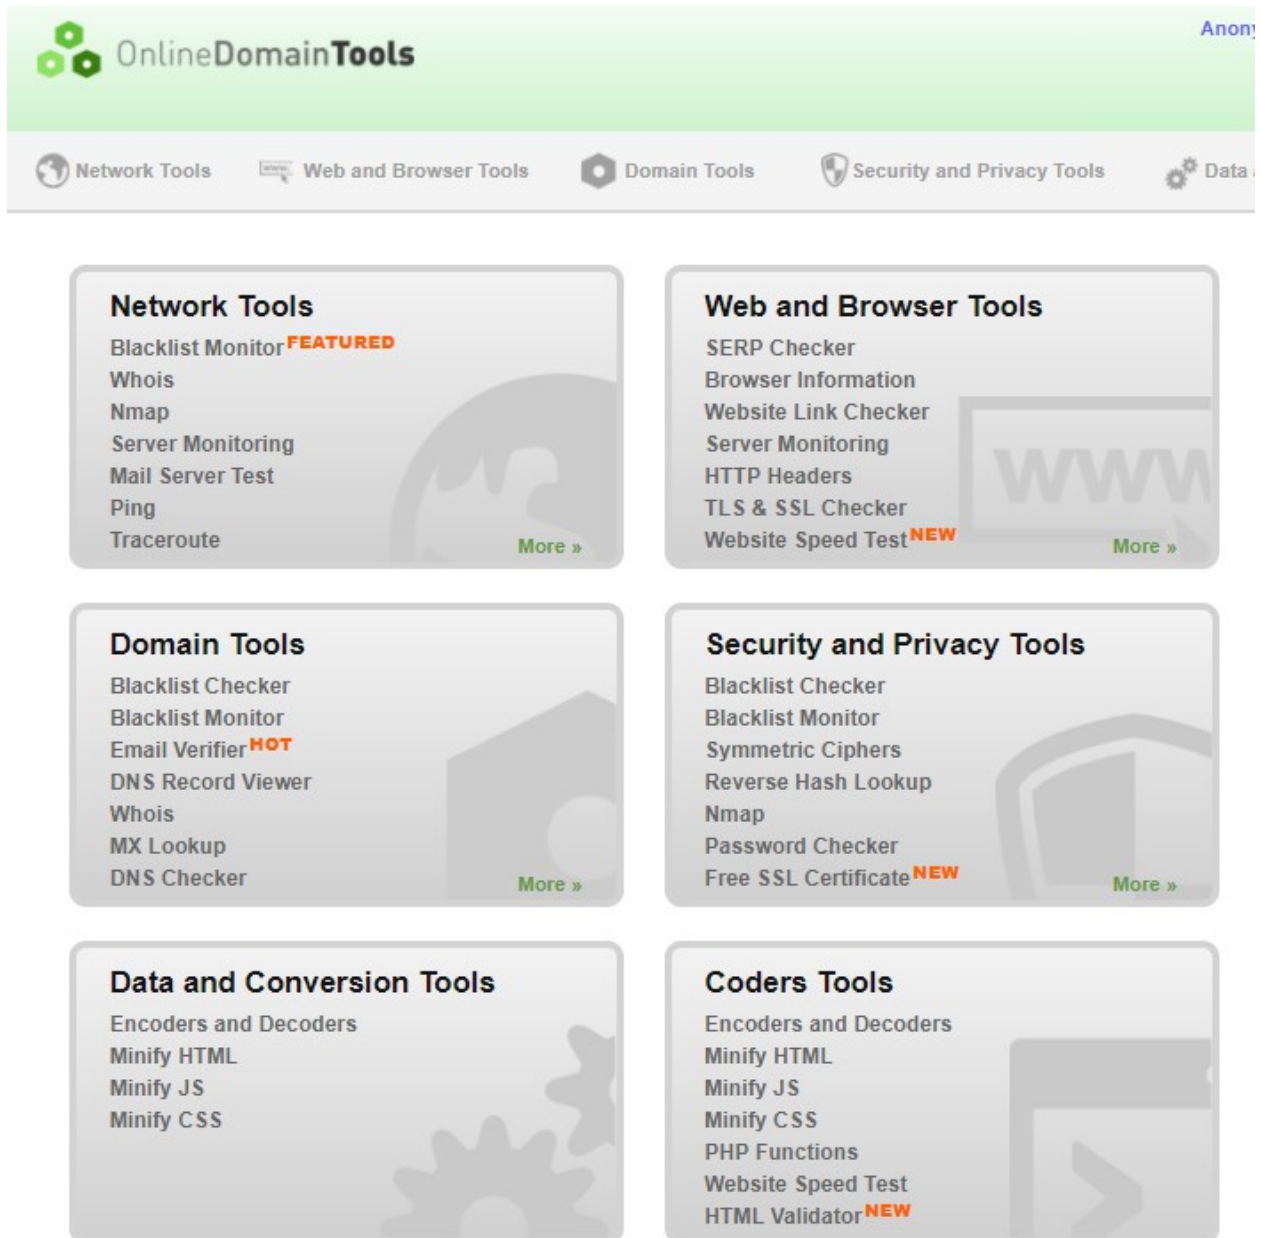 Anony
OnlineDomainTools
Network Tools
Web and Browser Tools
Domain Tools
Security and Privacy Tools
Data
Network Tools
Blacklist Monitor FEATURED
Whois
Nmap
Server Monitoring
Mail Server Test
Ping
Traceroute
More »
Web and Browser Tools
SERP Checker
Browser Information
Website Link Checker
Server Monitoring
HTTP Headers
TLS & SSL Checker
Website Speed Test NEW
More »
WWW
Domain Tools
Blacklist Checker
Blacklist Monitor
Email Verifier HOT
DNS Record Viewer
Whois
MX Lookup
DNS Checker
More »
Security and Privacy Tools
Blacklist Checker
Blacklist Monitor
Symmetric Ciphers
Reverse Hash Lookup
Nmap
Password Checker
Free SSL Certificate NEW
More »
Data and Conversion Tools
Encoders and Decoders
Minify HTML
Minify JS
Minify CSS
Coders Tools
Encoders and Decoders
Minify HTML
Minify JS
Minify CSS
PHP Functions
Website Speed Test
HTML Validator NEW